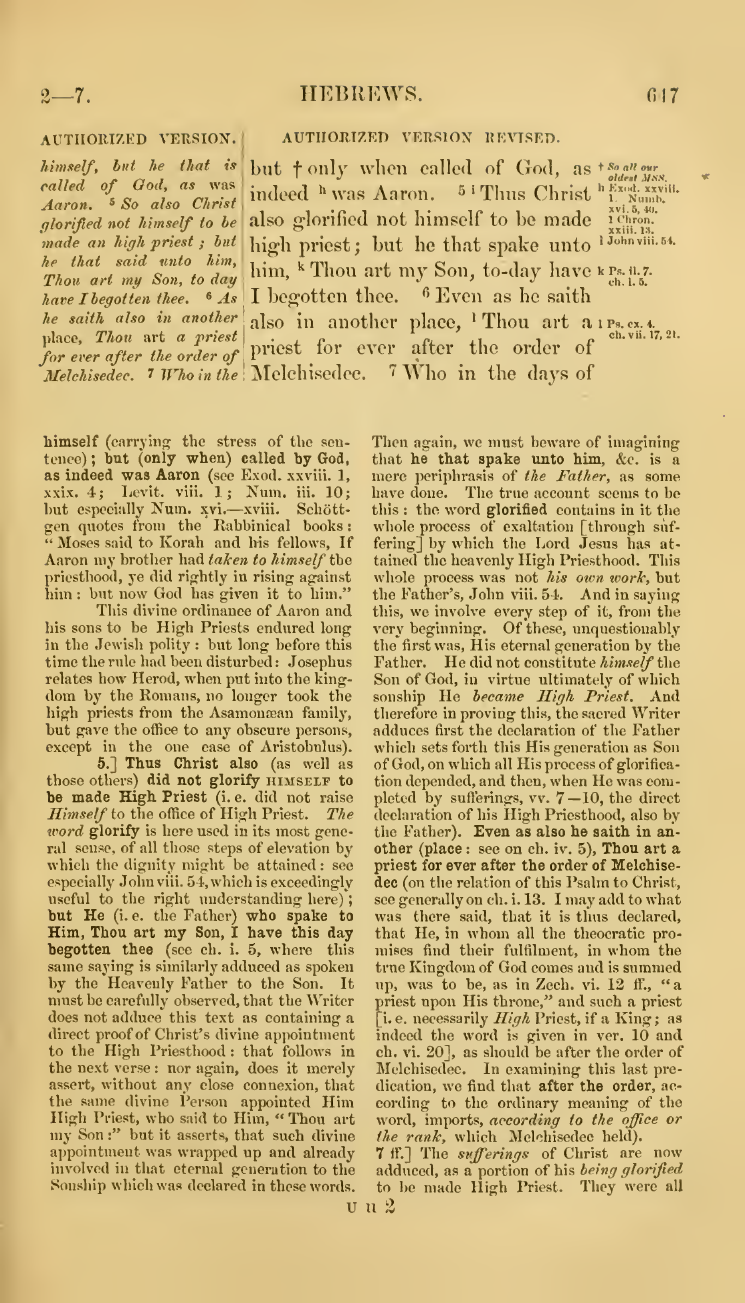 2—7.
HEBREWS.
617
AUTHORIZED VERSION.
himself, but he that is
called of God, as was
Aaron. 5 So also Christ
glorified not himself to be
made an high priest; but
he that said unto him,
Thou art my Son, to day
have I begotten thee. 6 As
he saith also in another
place, Thou art a priest
for ever after the order of
Melchisedec. 7 Who in the
AUTHORIZED VERSION REVISED.
but † only when called of God, as
indeed h was Aaron. 5 i Thus Christ
also glorified not himself to be made
high priest; but he that spake unto
him, k Thou art my Son, to-day have
I begotten thee. 6 Even as he saith
also in another place, l Thou art a
priest for ever after the order of
Melchisedec. 7 Who in the days of
† So all our
oldest MSS.
h Exod. xxviii.
1. Numb.
xvi. 5, 40.
1 Chron.
xxiii. 13.
i John viii. 54.
k Ps. ii. 7.
ch. i. 5.
l Ps. cx. 4.
ch. vii. 17, 21.
himself (carrying the stress of the sen-
tence); but (only when) called by God,
as indeed was Aaron (see Exod. xxviii. 1,
xxix. 4; Levit. viii. 1; Num. iii. 10;
but especially Num. xvi.—xviii. Schött-
gen quotes from the Rabbinical books:
“Moses said to Korah and his fellows, If
Aaron my brother had taken to himself the
priesthood, ye did rightly in rising against
him: but now God has given it to him.”
This divine ordinance of Aaron and
his sons to be High Priests endured long
in the Jewish polity: but long before this
time the rule had been disturbed: Josephus
relates how Herod, when put into the king-
dom by the Romans, no longer took the
high priests from the Asamonæan family,
but gave the office to any obscure persons,
except in the one case of Aristobulus).
5.] Thus Christ also (as well as
those others) did not glorify HIMSELF to
be made High Priest (i. e. did not raise
Himself to the office of High Priest. The
word glorify is here used in its most gene-
ral sense, of all those steps of elevation by
which the dignity might be attained: see
especially John viii. 54, which is exceedingly
useful to the right understanding here);
but He (i. e. the Father) who spake to
Him, Thou art my Son, I have this day
begotten thee (see ch. i. 5, where this
same saying is similarly adduced as spoken
by the Heavenly Father to the Son. It
must be carefully observed, that the Writer
does not adduce this text as containing a
direct proof of Christ's divine appointment
to the High Priesthood: that follows in
the next verse: nor again, does it merely
assert, without any close connexion, that
the same divine Person appointed Him
High Priest, who said to Him, “Thou art
my Son:” but it asserts, that such divine
appointment was wrapped up and already
involved in that eternal generation to the
Sonship which was declared in these words.
Then again, we must beware of imagining
that he that spake unto him, &c. is a
mere periphrasis of the Father, as some
have done. The true account seems to be
this: the word glorified contains in it the
whole process of exaltation [through suf-
fering] by which the Lord Jesus has at-
tained the heavenly High Priesthood. This
whole process was not his own work, but
the Father's, John viii. 54. And in saying
this, we involve every step of it, from the
very beginning. Of these, unquestionably
the first was, His eternal generation by the
Father. He did not constitute himself the
Son of God, in virtue ultimately of which
sonship He became High Priest. And
therefore in proving this, the sacred Writer
adduces first the declaration of the Father
which sets forth this His generation as Son
of God, on which all His process of glorifica-
tion depended, and then, when He was com-
pleted by sufferings, vv. 7—10, the direct
declaration of his High Priesthood, also by
the Father). Even as also he saith in an-
other (place: see on ch. iv. 5), Thou art a
priest for ever after the order of Melchise-
dec (on the relation of this Psalm to Christ,
see generally on ch. i. 13. I may add to what
was there said, that it is thus declared,
that He, in whom all the theocratic pro-
mises find their fulfilment, in whom the
true Kingdom of God comes and is summed
up, was to be, as in Zech. vi. 12 ff., “a
priest upon His throne,” and such a priest
[i. e. necessarily High Priest, if a King; as
indeed the word is given in ver. 10 and
ch. vi. 20], as should be after the order of
Melchisedec. In examining this last pre-
dication, we find that after the order, ac-
cording to the ordinary meaning of the
word, imports, according to the office or
the rank, which Melchisedec held).
7 ff.] The sufferings of Christ are now
adduced, as a portion of his being glorified
to be made High Priest. They were all
U u 2